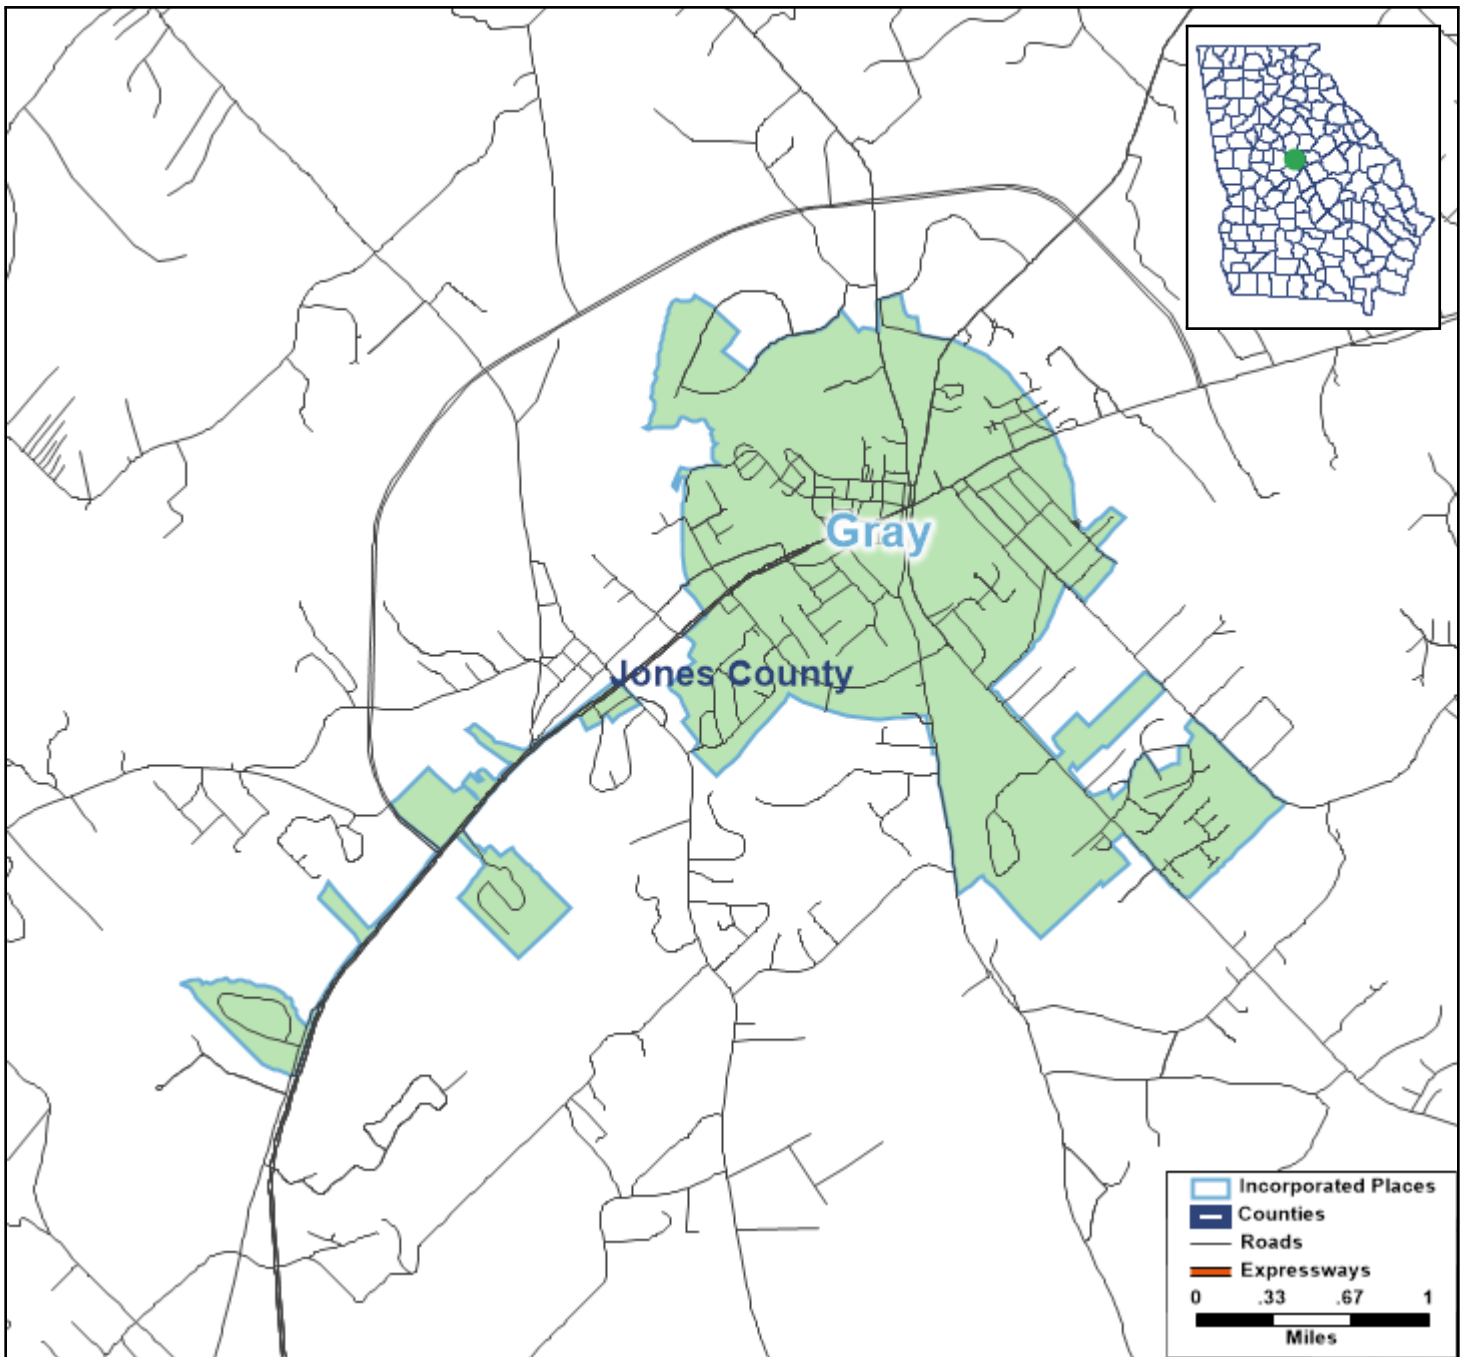 Gray
Jones County
Incorporated Places
Counties
Roads
Expressways
0 .33 .67 1
Miles